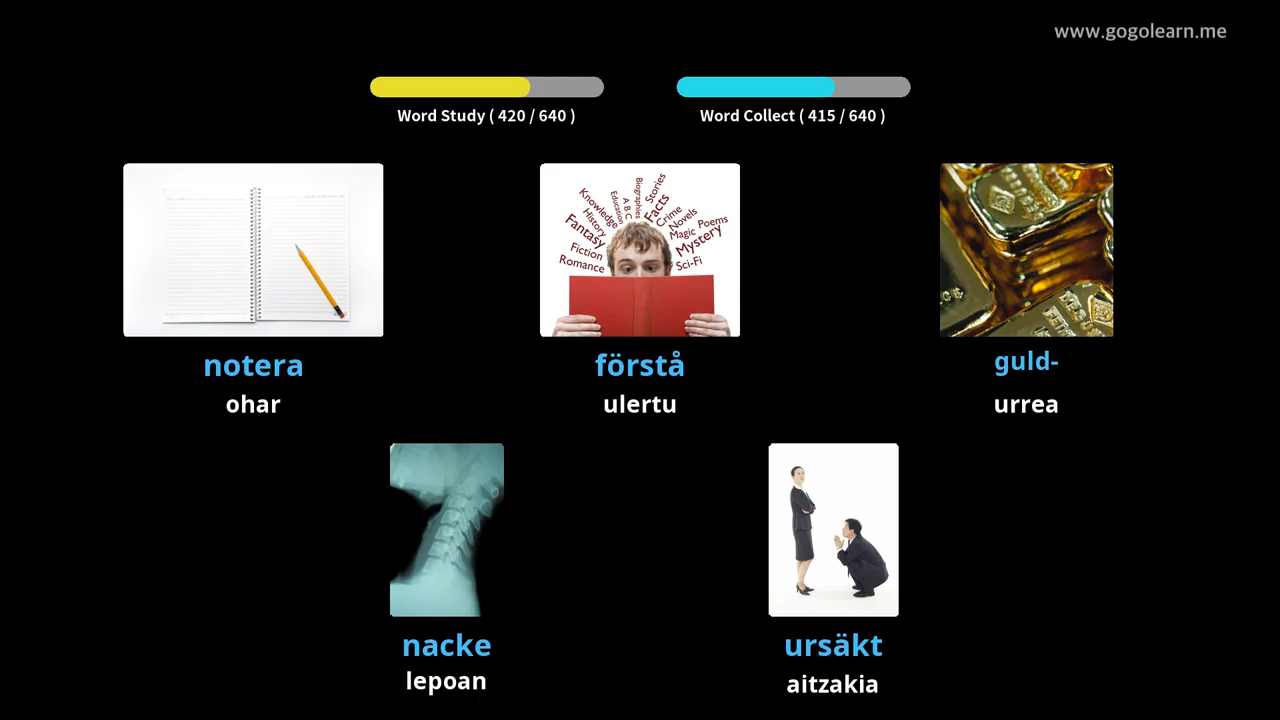 www.gogolearn.me
Word Study ( 420 / 640 )
Word Collect ( 415 / 640 )
Stories
Biographies
Facts
Education
A B C
Knowledge
Crime
Novels
History
Poems
Magic
Fantasy
Mystery
Fiction
Sci-Fi
Romance
notera
förstå
guld-
ohar
ulertu
urrea
nacke
ursäkt
lepoan
aitzakia